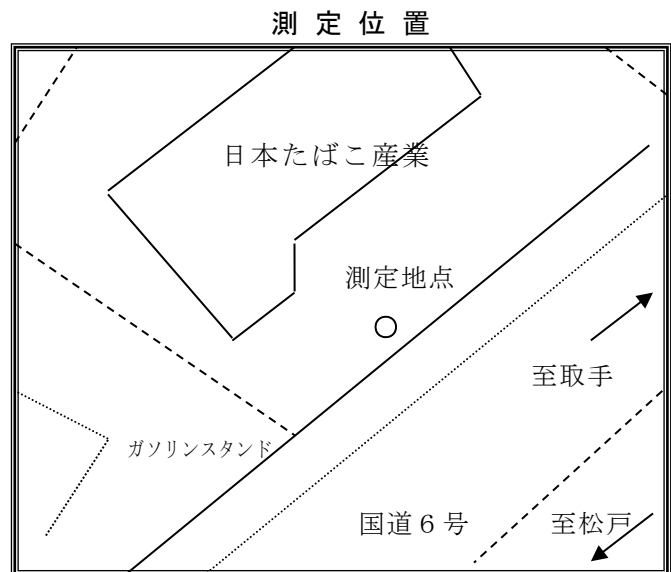 測定位置
日本たばこ産業
測定地点
至取手
ガソリンスタンド
国道６号
至松戸